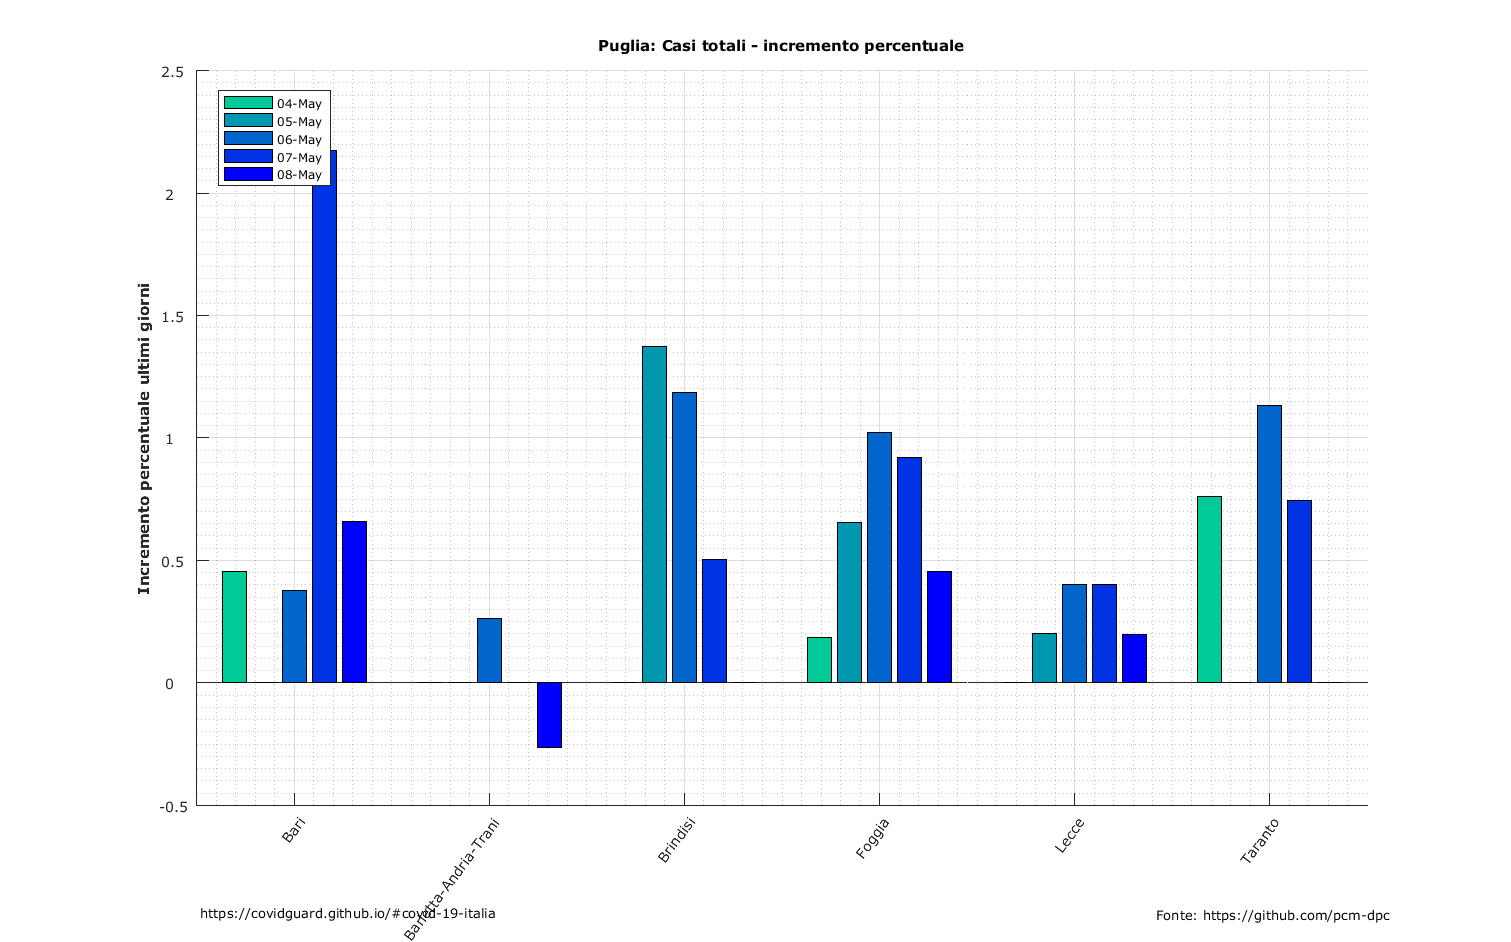 Puglia: Casi totali - incremento percentuale
Incremento percentuale ultimi giorni
2.5
2
1.5
1
0.5
0
-0.5
04-May
05-May
06-May
07-May
08-May
Bari
Barletta-Andria-Trani
Brindisi
Foggia
Lecce
Taranto
https://covidguard.github.io/#covid-19-italia
Fonte: https://github.com/pcm-dpc